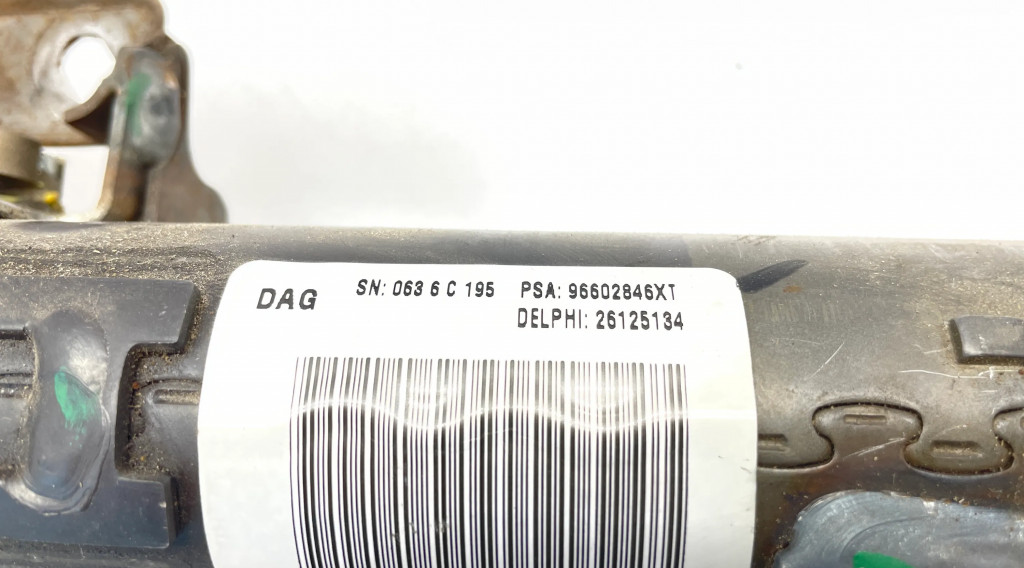 DAG SN: 063 6 C 195 PSA: 96602846XT
DELPHI: 26125134